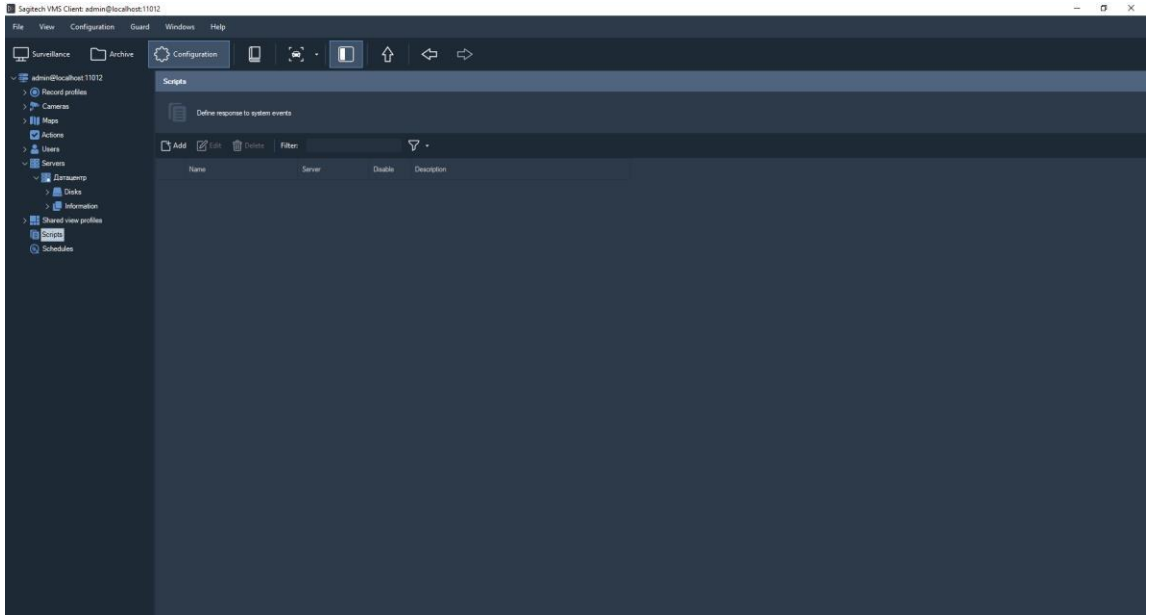 Sagitech VMS Client: admin@localhost:11012
File View Configuration Guard Windows Help
Surveillance Archive Configuration
admin@localhost:11012
Scripts
Record profiles
Cameras
Define response to system events
Maps
Actions
Add Edit Delete Filter:
Users
Servers
Name Server Disable Description
Датацентр
Disks
Information
Shared view profiles
Scripts
Schedules